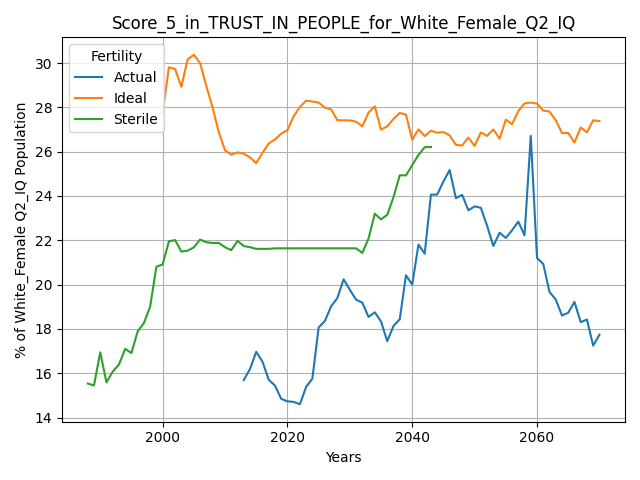 Score_5_in_TRUST_IN_PEOPLE_for_White_Female_Q2_IQ
Fertility
Actual
Ideal
Sterile
% of White_Female Q2_IQ Population
30
28
26
24
22
20
18
16
14
2000
2020
2040
2060
Years